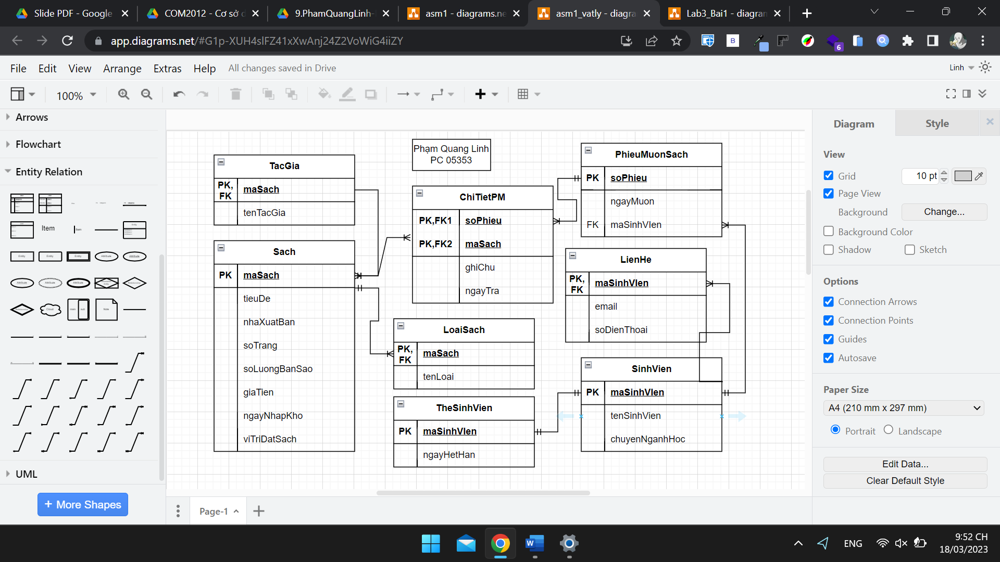 Slide PDF - Google
COM2012 - Cơ sở d
9.PhamQuangLinh-
asm1 - diagrams.ne
asm1_vatly - diagra
Lab3_Bai1 - diagram
app.diagrams.net/#G1p-XUH4slFZ41xXwAnj24Z2VoWiG4iiZY
B
6
File Edit View Arrange Extras Help All changes saved in Drive
Linh
100%
Arrows
Flowchart
Entity Relation
Item
UML
+ More Shapes
Phạm Quang Linh
PC 05353
TacGia
PK, FK maSach
tenTacGia
Sach
PK maSach
tieuDe
nhaXuatBan
soTrang
soLuongBanSao
giaTien
ngayNhapKho
viTriDatSach
ChiTietPM
PK,FK1 soPhieu
PK,FK2 maSach
ghiChu
ngayTra
LoaiSach
PK, FK maSach
tenLoai
TheSinhVien
PK maSinhVIen
ngayHetHan
PhieuMuonSach
PK soPhieu
ngayMuon
FK maSinhVIen
LienHe
PK, FK maSinhVIen
email
soDienThoai
SinhVien
PK maSinhVIen
tenSinhVien
chuyenNganhHoc
Page-1
Diagram
Style
View
Grid 10 pt
Page View
Background Change...
Background Color
Shadow Sketch
Options
Connection Arrows
Connection Points
Guides
Autosave
Paper Size
A4 (210 mm x 297 mm)
Portrait Landscape
Edit Data...
Clear Default Style
W
ENG
9:52 CH
18/03/2023